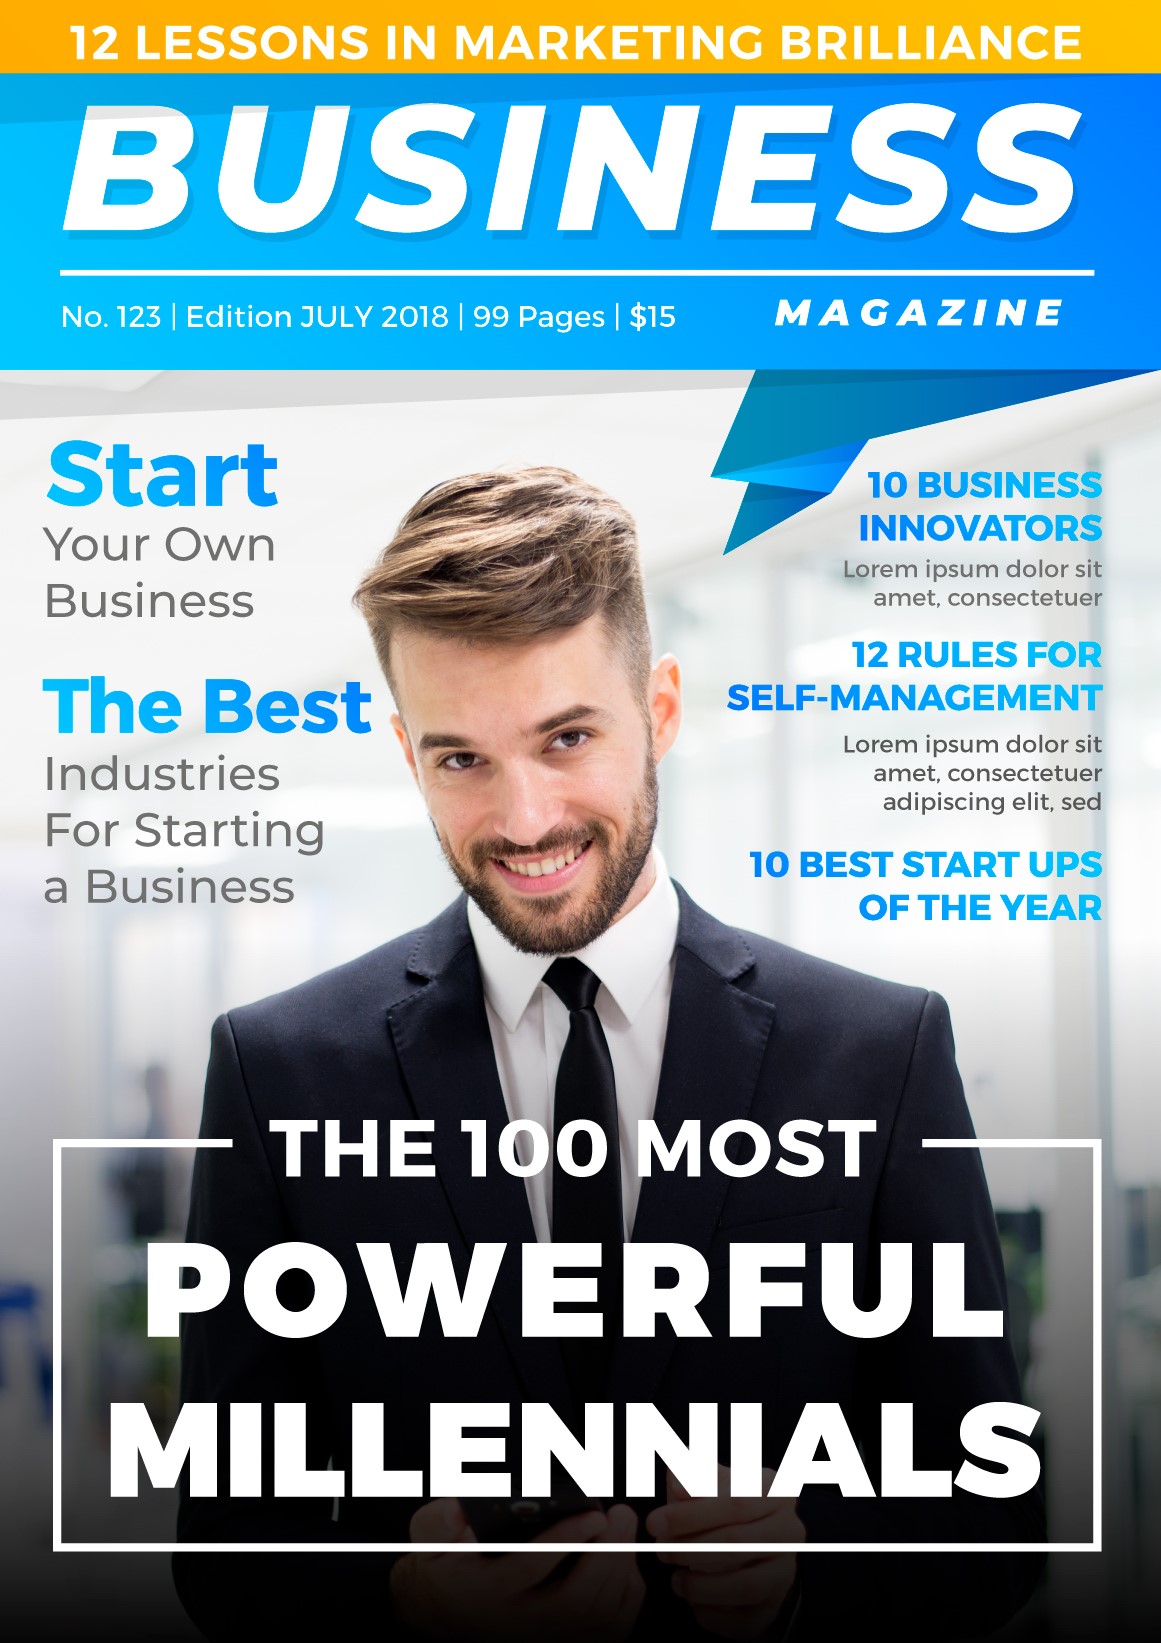 12 LESSONS IN MARKETING BRILLIANCE
BUSINESS
No. 123 | Edition JULY 2018 | 99 Pages | $15
MAGAZINE
Start
Your Own
Business
The Best
Industries
For Starting
a Business
10 BUSINESS
INNOVATORS
Lorem ipsum dolor sit
amet, consectetuer
12 RULES FOR
SELF-MANAGEMENT
Lorem ipsum dolor sit
amet, consectetuer
adipiscing elit, sed
10 BEST START UPS
OF THE YEAR
THE 100 MOST
POWERFUL
MILLENNIALS